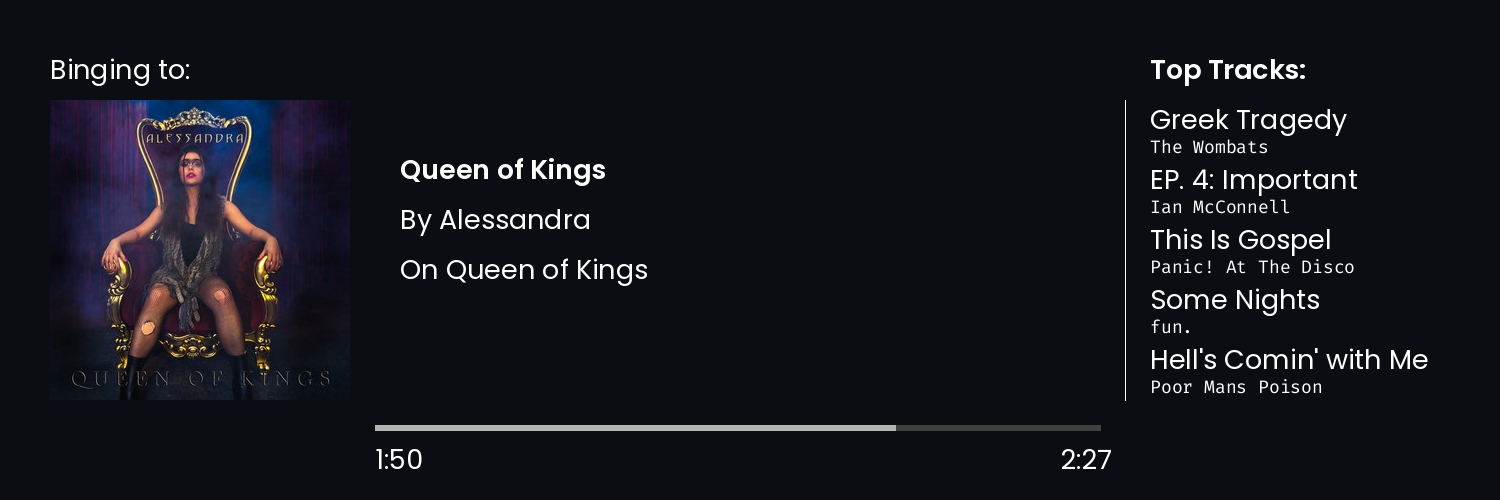 Binging to:
ALESSANDRA
QUEEN OF KINGS
Queen of Kings
By Alessandra
On Queen of Kings
1:50
2:27
Top Tracks:
Greek Tragedy
The Wombats
EP. 4: Important
Ian McConnell
This Is Gospel
Panic! At The Disco
Some Nights
fun.
Hell's Comin' with Me
Poor Mans Poison